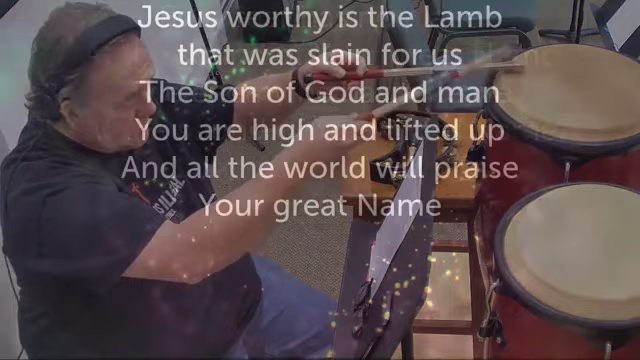 Jesus worthy is the Lamb
that was slain for us
The Son of God and man
You are high and lifted up
And all the world will praise
Your great Name